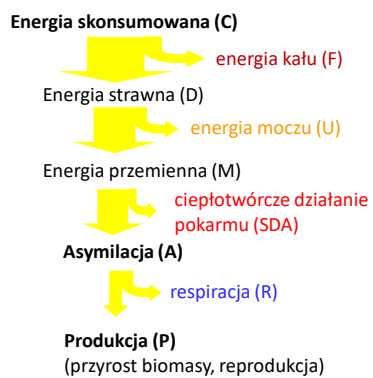 Energia skonsumowana (C)
energia kału (F)
Energia strawna (D)
energia moczu (U)
Energia przemienna (M)
ciepłotwórcze działanie
pokarmu (SDA)
Asymilacja (A)
respiracja (R)
Produkcja (P)
(przyrost biomasy, reprodukcja)